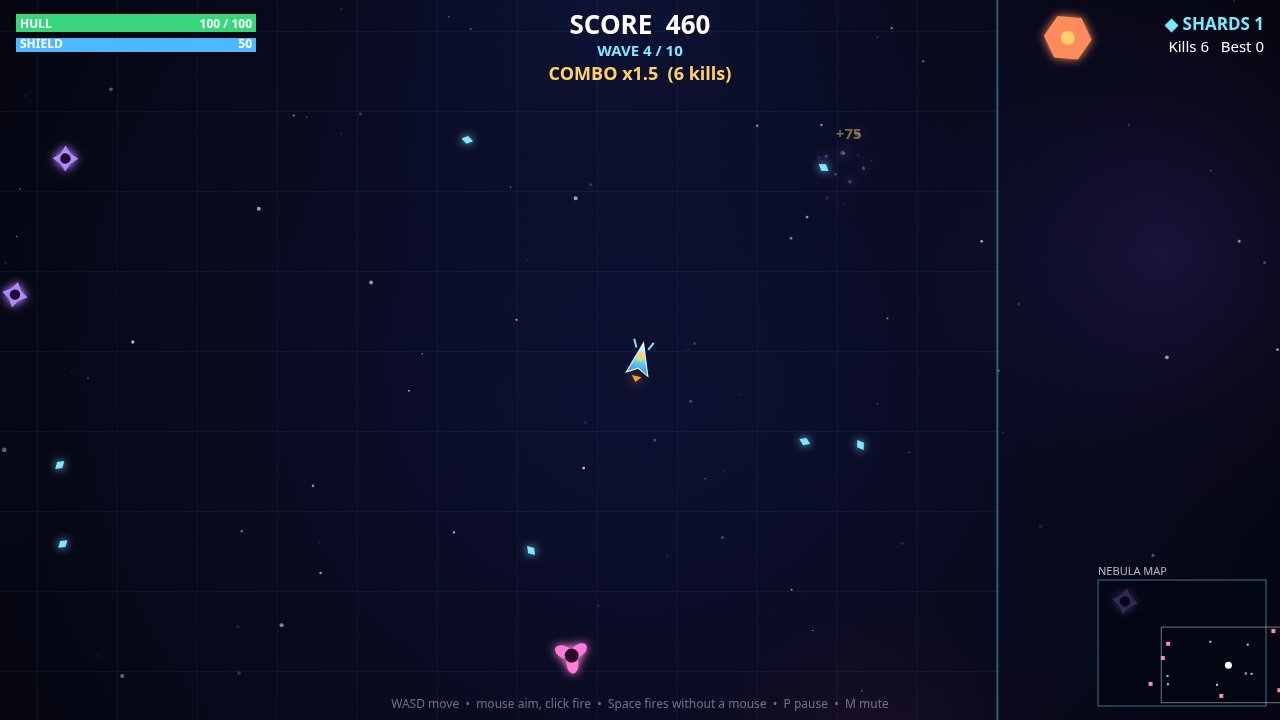 HULL 100 / 100
SHIELD 50
SCORE 460
WAVE 4 / 10
COMBO x1.5 (6 kills)
◆ SHARDS 1
Kills 6 Best 0
+75
NEBULA MAP
WASD move • mouse aim, click fire • Space fires without a mouse • P pause • M mute